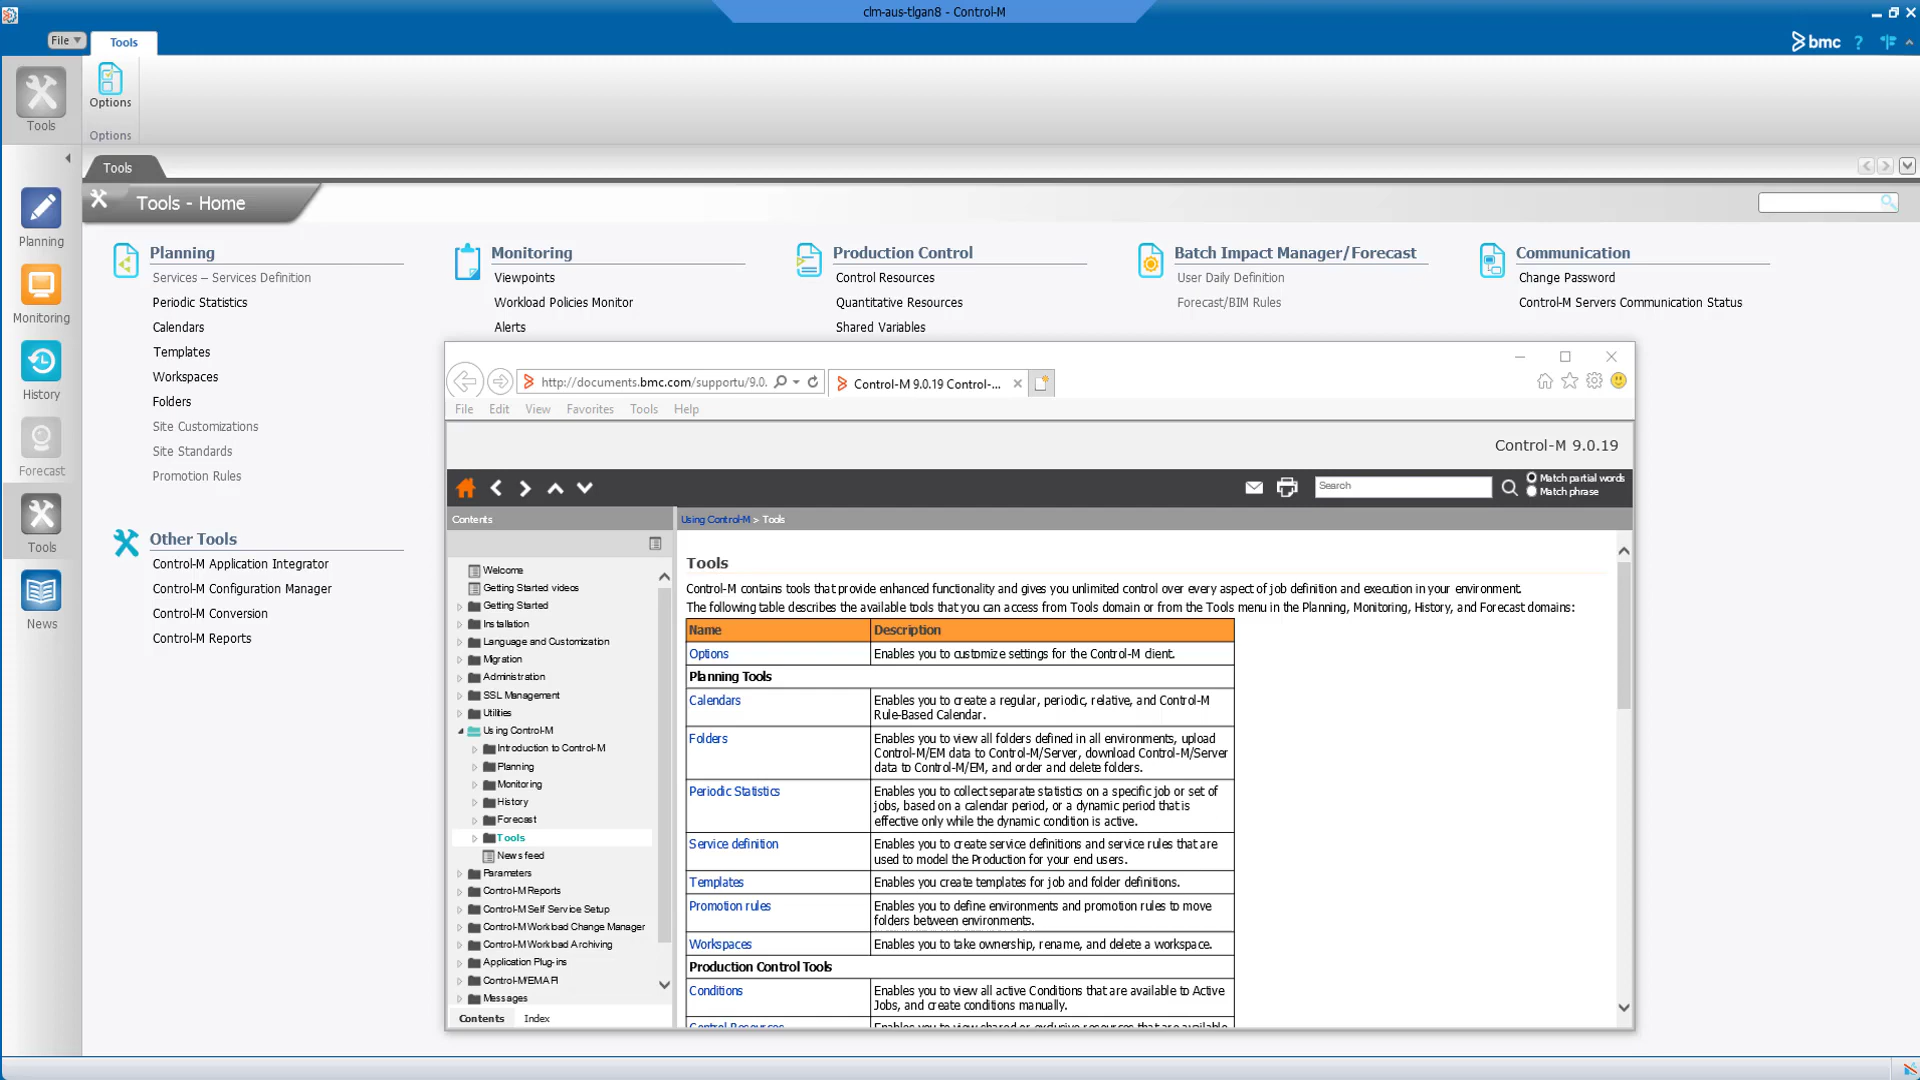 clm-aus-tlgan8 - Control-M
File
Tools
bmc
?
Tools
Options
Options
Tools
Tools - Home
Planning
Monitoring
History
Forecast
Tools
News
Planning
Services – Services Definition
Periodic Statistics
Calendars
Templates
Workspaces
Folders
Site Customizations
Site Standards
Promotion Rules
Other Tools
Control-M Application Integrator
Control-M Configuration Manager
Control-M Conversion
Control-M Reports
Monitoring
Viewpoints
Workload Policies Monitor
Alerts
Production Control
Control Resources
Quantitative Resources
Shared Variables
Batch Impact Manager/Forecast
User Daily Definition
Forecast/BIM Rules
Communication
Change Password
Control-M Servers Communication Status
http://documents.bmc.com/supportu/9.0.
Control-M 9.0.19 Control-...
File Edit View Favorites Tools Help
Control-M 9.0.19
Search
Match partial words
Match phrase
Contents
Using Control-M > Tools
Welcome
Getting Started videos
Getting Started
Installation
Language and Customization
Migration
Administration
SSL Management
Utilities
Using Control-M
Introduction to Control-M
Planning
Monitoring
History
Forecast
Tools
News feed
Parameters
Control-M Reports
Control-M Self Service Setup
Control-M Workload Change Manager
Control-M Workload Archiving
Application Plug-ins
Control-M/EM API
Messages
Contents Index
Tools
Control-M contains tools that provide enhanced functionality and gives you unlimited control over every aspect of job definition and execution in your environment.
The following table describes the available tools that you can access from Tools domain or from the Tools menu in the Planning, Monitoring, History, and Forecast domains:
Name Description
Options Enables you to customize settings for the Control-M client.
Planning Tools
Calendars Enables you to create a regular, periodic, relative, and Control-M
Rule-Based Calendar.
Folders Enables you to view all folders defined in all environments, upload
Control-M/EM data to Control-M/Server, download Control-M/Server
data to Control-M/EM, and order and delete folders.
Periodic Statistics Enables you to collect separate statistics on a specific job or set of
jobs, based on a calendar period, or a dynamic period that is
effective only while the dynamic condition is active.
Service definition Enables you to create service definitions and service rules that are
used to model the Production for your end users.
Templates Enables you create templates for job and folder definitions.
Promotion rules Enables you to define environments and promotion rules to move
folders between environments.
Workspaces Enables you to take ownership, rename, and delete a workspace.
Production Control Tools
Conditions Enables you to view all active Conditions that are available to Active
Jobs, and create conditions manually.
Control Resources Enables you to view shared or exclusive resources that are available